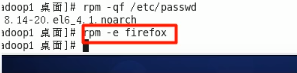 adoop1 桌面]# rpm -qf /etc/passwd
8.14-20.el6_4.1.noarch
adoop1 桌面]# rpm -e firefox
adoop1 桌面]#